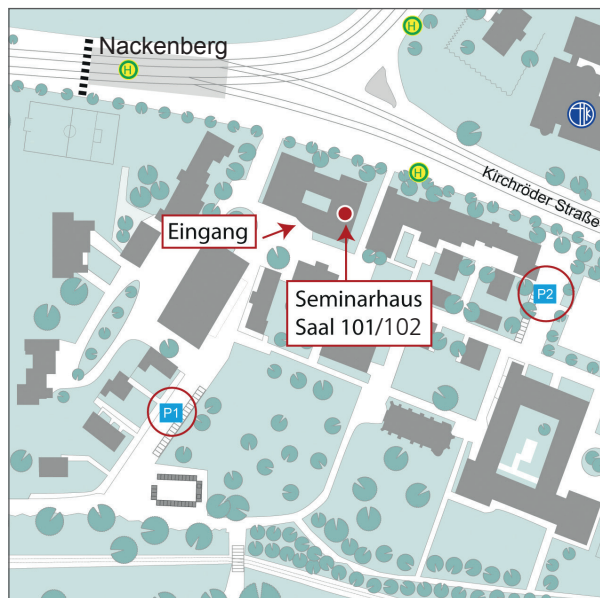 Nackenberg
H
H
H
Kirchröder Straße
Eingang
Seminarhaus
Saal 101/102
P2
P1